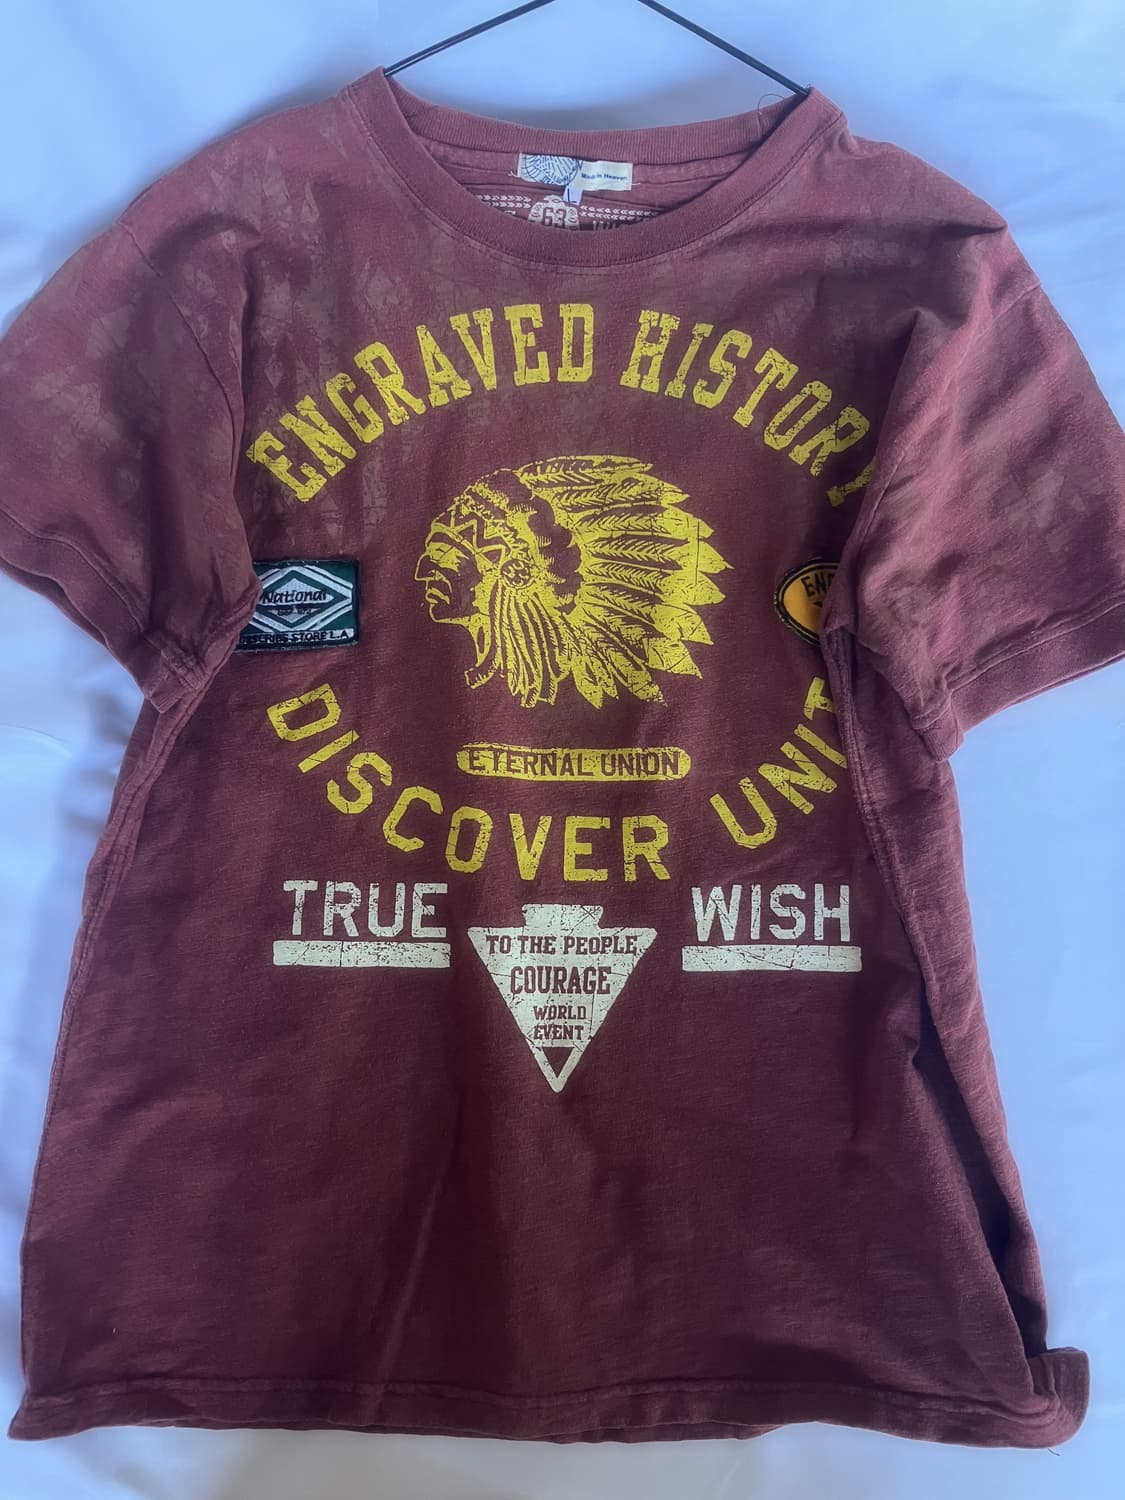 Made in Heaven
L
63
ENGRAVED HISTORY
National
STORE L.A
ETERNAL UNION
DISCOVER UNIT
TRUE
WISH
TO THE PEOPLE
COURAGE
WORLD
EVENT